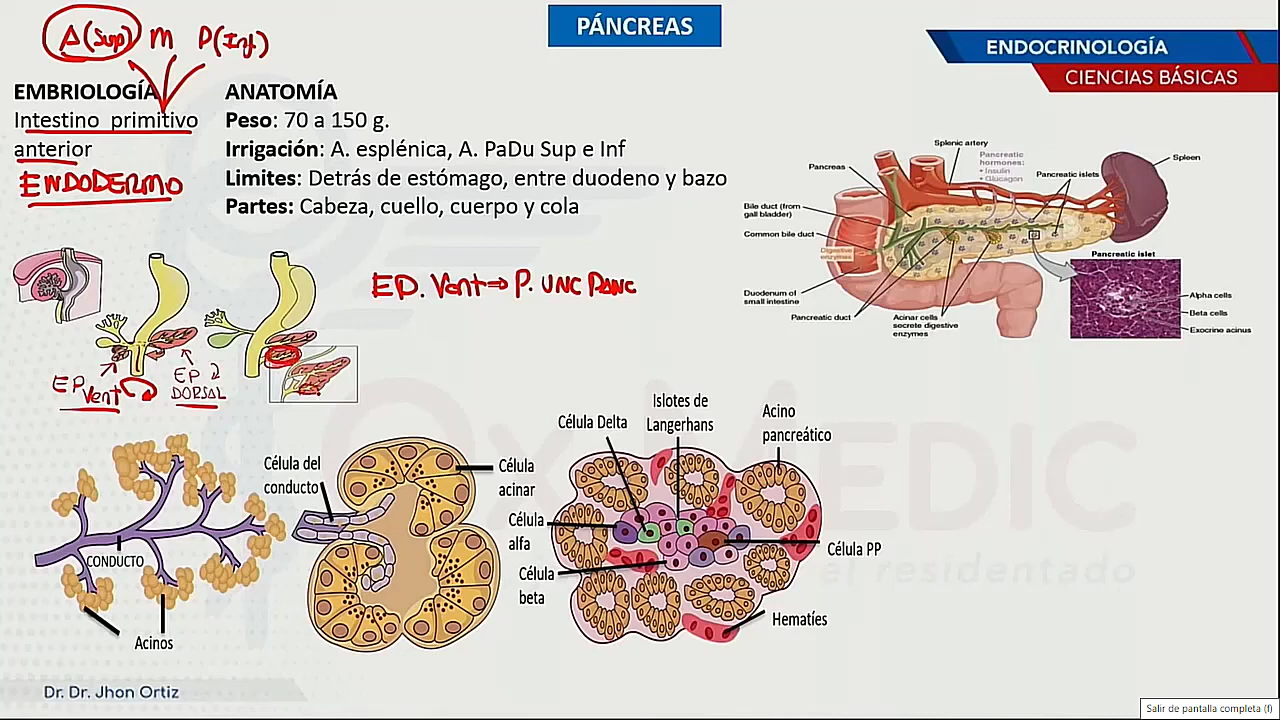 PÁNCREAS
ENDOCRINOLOGÍA
CIENCIAS BÁSICAS
A(Sup) m P(Inf)
EMBRIOLOGÍA
Intestino primitivo
anterior
ENDODERMO
ANATOMÍA
Peso: 70 a 150 g.
Irrigación: A. esplénica, A. PaDu Sup e Inf
Limites: Detrás de estómago, entre duodeno y bazo
Partes: Cabeza, cuello, cuerpo y cola
Splenic artery
Pancreatic
hormones:
• Insulin
• Glucagon
Pancreas
Pancreatic islets
Spleen
Bile duct (from
gall bladder)
Common bile duct
Digestive
enzymes
Duodenum of
small intestine
Pancreatic duct
Acinar cells
secrete digestive
enzymes
Pancreatic islet
Alpha cells
Beta cells
Exocrine acinus
EP. Vent → P. UNC PANC
EP Vent
EP
DORSAL
CONDUCTO
Acinos
Célula del
conducto
Célula
acinar
Célula Delta
Islotes de
Langerhans
Acino
pancreático
Célula
alfa
Célula
beta
Célula PP
Hematíes
MEDIC
al residentado
Dr. Dr. Jhon Ortiz
Salir de pantalla completa (f)